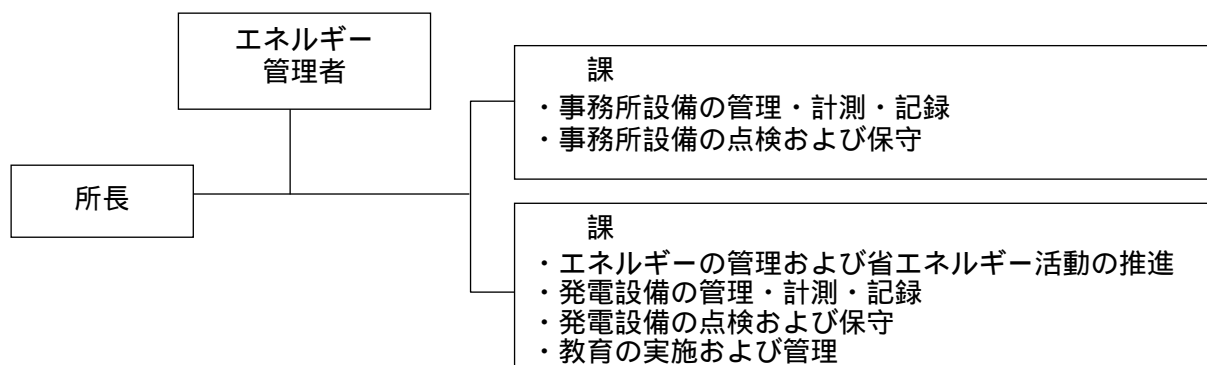 エネルギー
管理者
所長
課
・事務所設備の管理・計測・記録
・事務所設備の点検および保守
課
・エネルギーの管理および省エネルギー活動の推進
・発電設備の管理・計測・記録
・発電設備の点検および保守
・教育の実施および管理